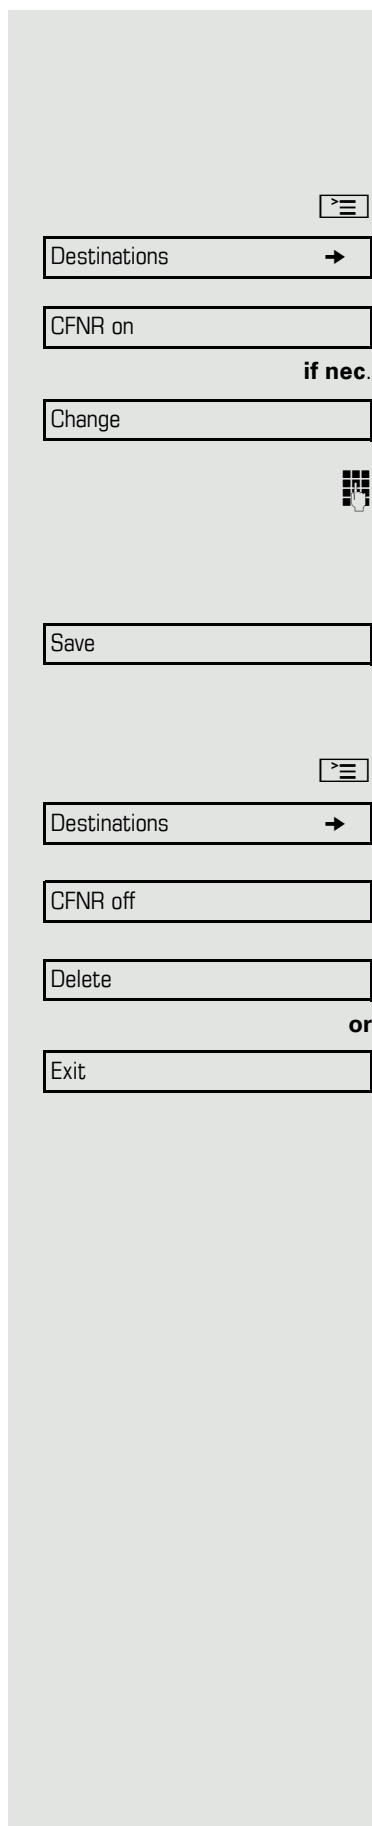 Destinations
CFNR on
if nec.
Change
Save
Destinations
CFNR off
Delete
or
Exit